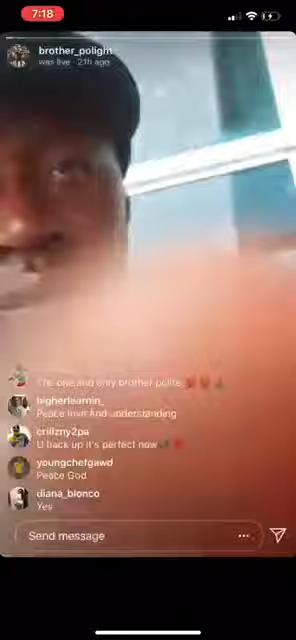 7:18
brother_polight
was live · 21h ago
The one and only brother polite
higherlearnin_
Peace and understanding
crillzny2pa
U back up it's perfect now
youngchefgawd
Peace God
diana_blonco
Yes
Send message